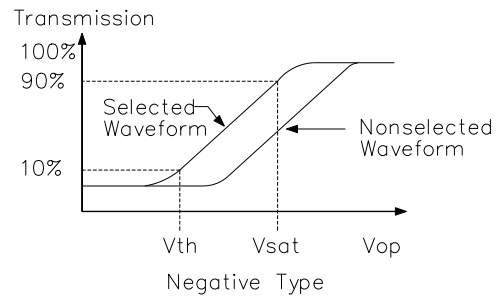 Transmission
100%
90%
Selected
Waveform
Nonselected
Waveform
10%
Vth
Vsat
Vop
Negative Type